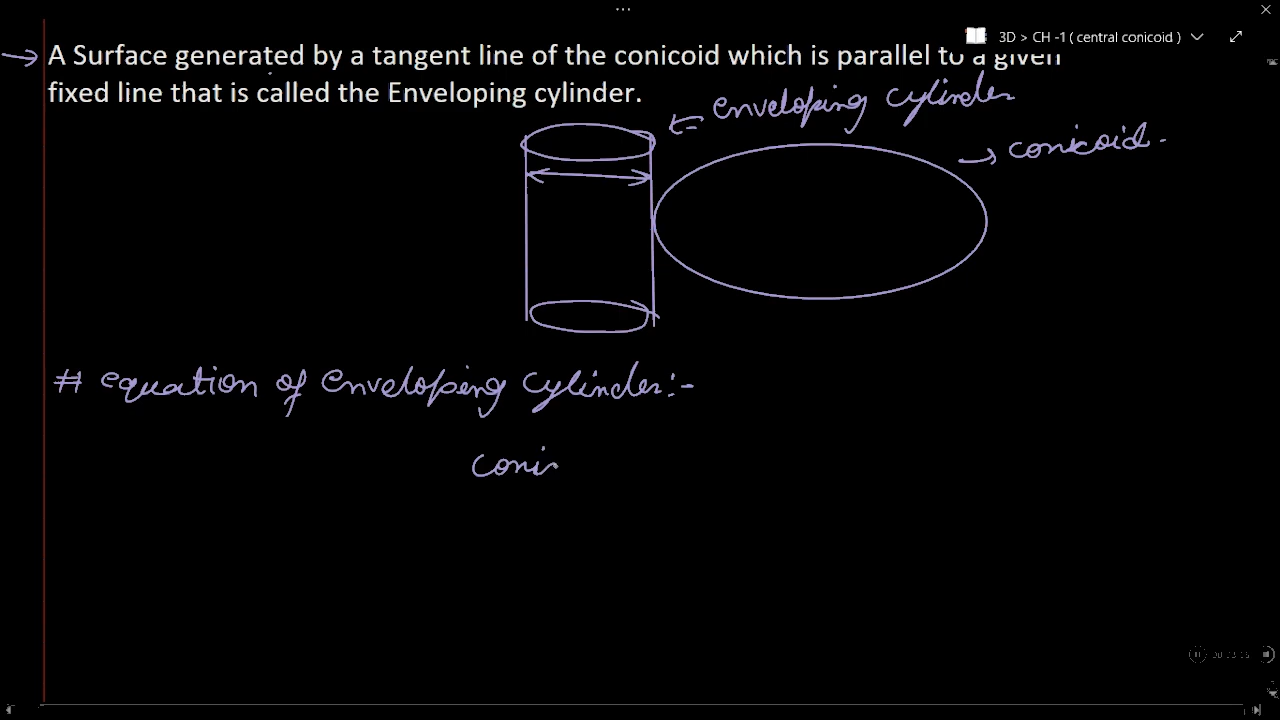 3D > CH -1 ( central conicoid )
A Surface generated by a tangent line of the conicoid which is parallel to a given
fixed line that is called the Enveloping cylinder.
enveloping cylinder
conicoid.
# equation of enveloping cylinder:-
coni